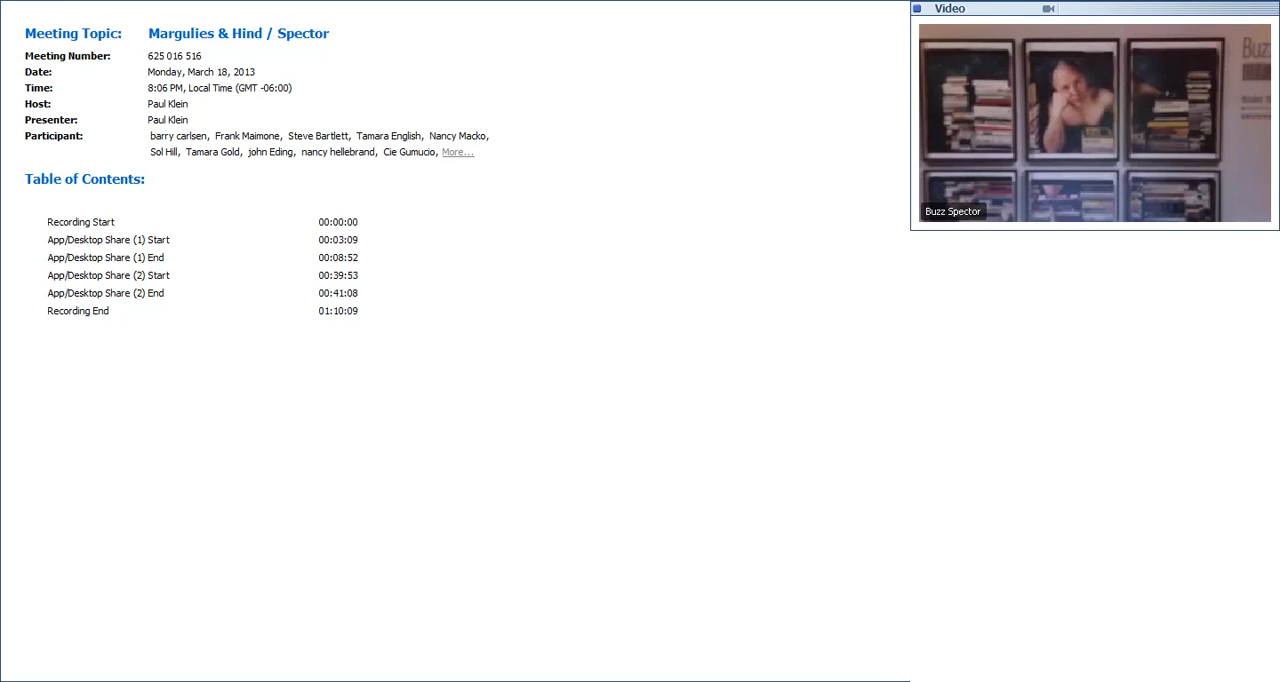 Meeting Topic: Margulies & Hind / Spector
Meeting Number: 625 016 516
Date: Monday, March 18, 2013
Time: 8:06 PM, Local Time (GMT -06:00)
Host: Paul Klein
Presenter: Paul Klein
Participant: barry carlsen, Frank Maimone, Steve Bartlett, Tamara English, Nancy Macko,
Sol Hill, Tamara Gold, john Eding, nancy hellebrand, Cie Gumucio, More...
Table of Contents:
Recording Start 00:00:00
App/Desktop Share (1) Start 00:03:09
App/Desktop Share (1) End 00:08:52
App/Desktop Share (2) Start 00:39:53
App/Desktop Share (2) End 00:41:08
Recording End 01:10:09
Video
Buz
Buzz Spector